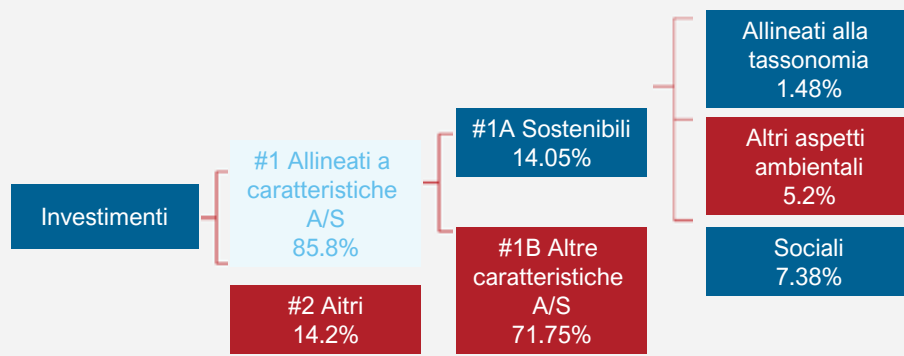 Investimenti
#1 Allineati a
caratteristiche
A/S
85.8%
#2 Aitri
14.2%
#1A Sostenibili
14.05%
#1B Altre
caratteristiche
A/S
71.75%
Allineati alla
tassonomia
1.48%
Altri aspetti
ambientali
5.2%
Sociali
7.38%